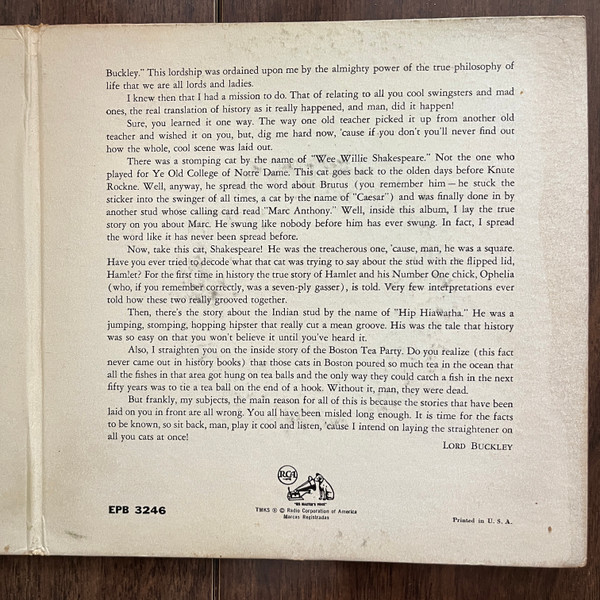 Buckley." This lordship was ordained upon me by the almighty power of the true philosophy of
life that we are all lords and ladies.
I knew then that I had a mission to do. That of relating to all you cool swingsters and mad
ones, the real translation of history as it really happened, and man, did it happen!
Sure, you learned it one way. The way one old teacher picked it up from another old
teacher and wished it on you, but, dig me hard now, 'cause if you don't you'll never find out
how the whole, cool scene was laid out.
There was a stomping cat by the name of "Wee Willie Shakespeare." Not the one who
played for Ye Old College of Notre Dame. This cat goes back to the olden days before Knute
Rockne. Well, anyway, he spread the word about Brutus (you remember him — he stuck the
sticker into the swinger of all times, a cat by the name of "Caesar") and was finally done in by
another stud whose calling card read "Marc Anthony." Well, inside this album, I lay the true
story on you about Marc. He swung like nobody before him has ever swung. In fact, I spread
the word like it has never been spread before.
Now, take this cat, Shakespeare! He was the treacherous one, 'cause, man, he was a square.
Have you ever tried to decode what that cat was trying to say about the stud with the flipped lid,
Hamlet? For the first time in history the true story of Hamlet and his Number One chick, Ophelia
(who, if you remember correctly, was a seven-ply gasser), is told. Very few interpretations ever
told how these two really grooved together.
Then, there's the story about the Indian stud by the name of "Hip Hiawatha." He was a
jumping, stomping, hopping hipster that really cut a mean groove. His was the tale that history
was so easy on that you won't believe it until you've heard it.
Also, I straighten you on the inside story of the Boston Tea Party. Do you realize (this fact
never came out in history books) that those cats in Boston poured so much tea in the ocean that
all the fishes in that area got hung on tea balls and the only way they could catch a fish in the next
fifty years was to tie a tea ball on the end of a hook. Without it, man, they were dead.
But frankly, my subjects, the main reason for all of this is because the stories that have been
laid on you in front are all wrong. You all have been misled long enough. It is time for the facts
to be known, so sit back, man, play it cool and listen, 'cause I intend on laying the straightener on
all you cats at once!
LORD BUCKLEY
RCA
"HIS MASTER'S VOICE"
EPB 3246
TMKS ® © Radio Corporation of America
Marcas Registradas
Printed in U. S. A.